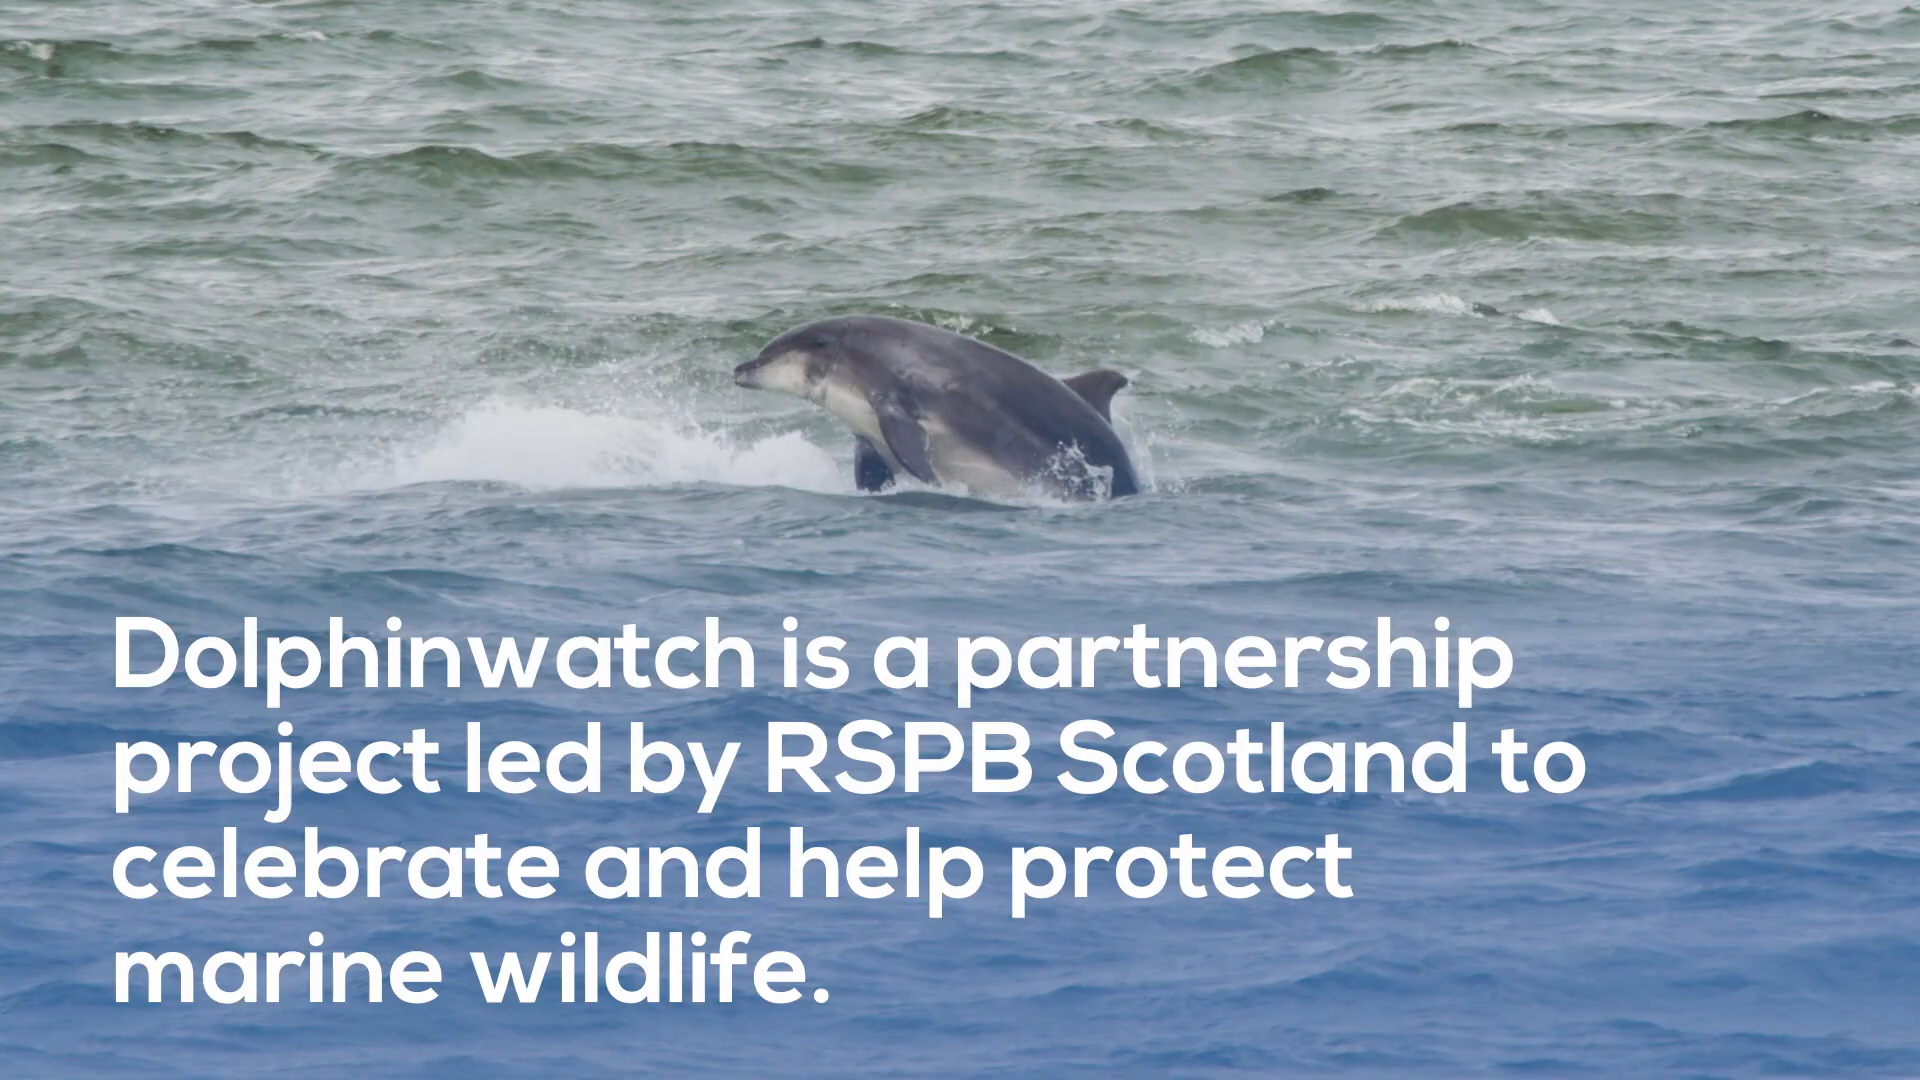 Dolphinwatch is a partnership
project led by RSPB Scotland to
celebrate and help protect
marine wildlife.